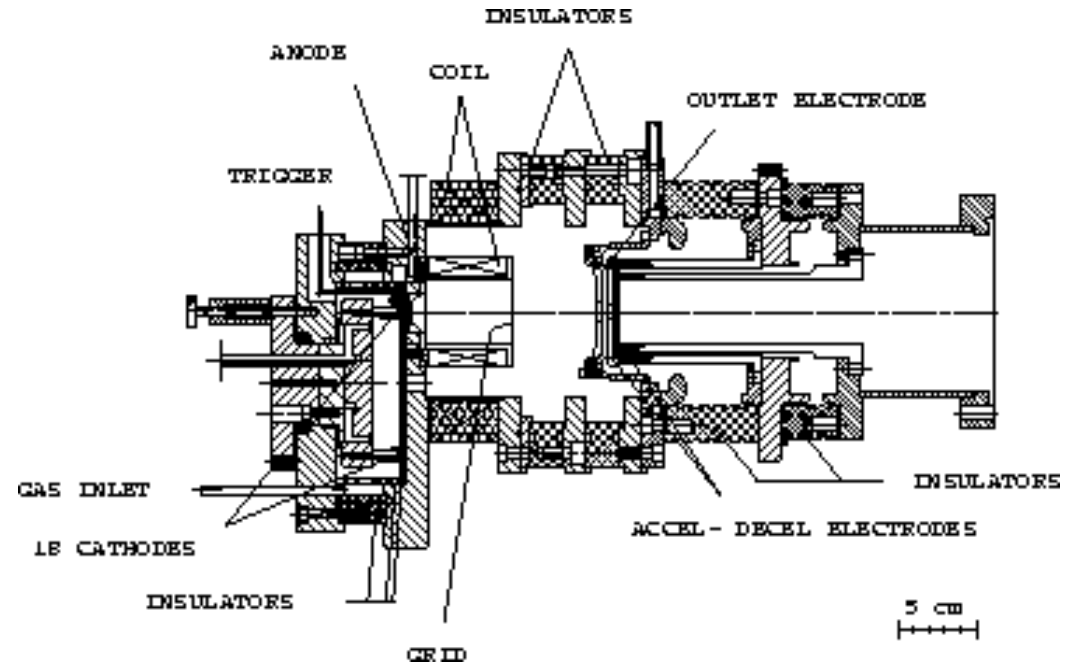 INSULATORS
ANODE
COIL
OUTLET ELECTRODE
TRIGGER
GAS INLET
INSULATORS
ACCEL- DECEL ELECTRODES
18 CATHODES
INSULATORS
5 cm
GRID